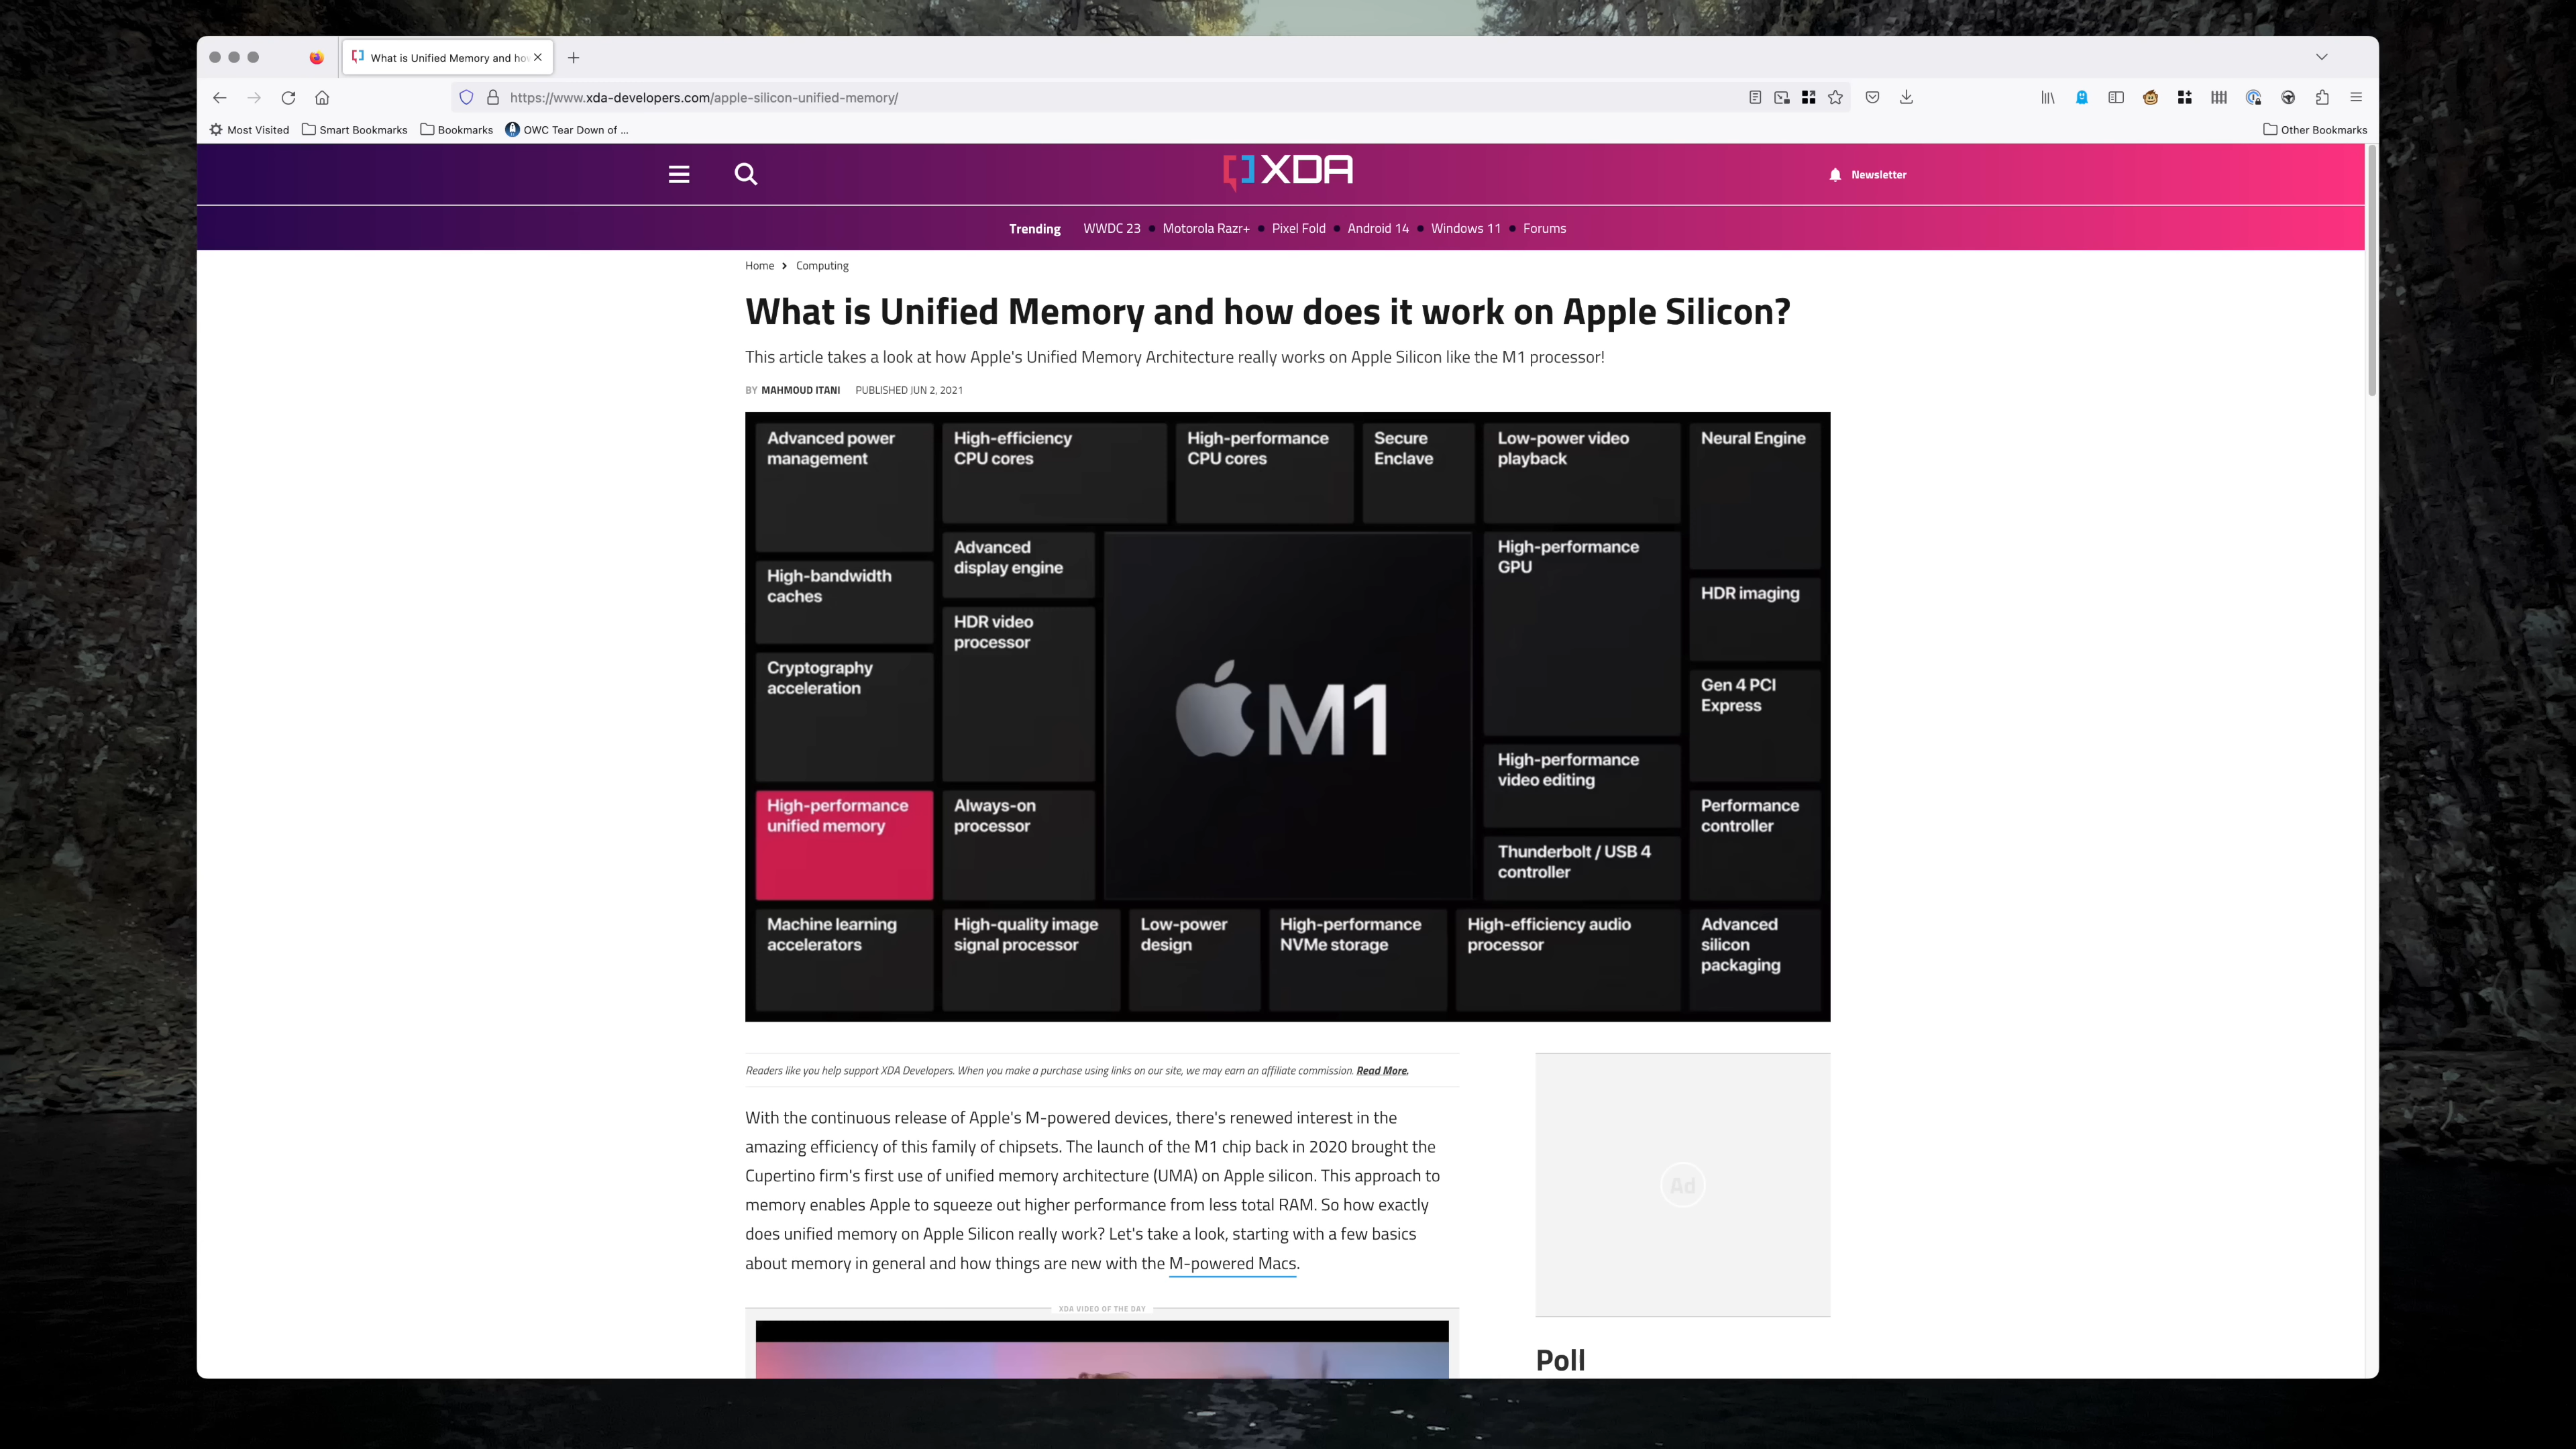 What is Unified Memory and ho
https://www.xda-developers.com/apple-silicon-unified-memory/
Most Visited
Smart Bookmarks
Bookmarks
OWC Tear Down of ...
Other Bookmarks
XDA
Newsletter
Trending
WWDC 23 • Motorola Razr+ • Pixel Fold • Android 14 • Windows 11 • Forums
Home > Computing
What is Unified Memory and how does it work on Apple Silicon?
This article takes a look at how Apple's Unified Memory Architecture really works on Apple Silicon like the M1 processor!
BY MAHMOUD ITANI PUBLISHED JUN 2, 2021
Advanced power
management
High-efficiency
CPU cores
High-performance
CPU cores
Secure
Enclave
Low-power video
playback
Neural Engine
High-bandwidth
caches
Advanced
display engine
High-performance
GPU
HDR imaging
Cryptography
acceleration
HDR video
processor
M1
Gen 4 PCI
Express
High-performance
video editing
High-performance
unified memory
Always-on
processor
Thunderbolt / USB 4
controller
Performance
controller
Machine learning
accelerators
High-quality image
signal processor
Low-power
design
High-performance
NVMe storage
High-efficiency audio
processor
Advanced
silicon
packaging
Readers like you help support XDA Developers. When you make a purchase using links on our site, we may earn an affiliate commission. Read More.
With the continuous release of Apple's M-powered devices, there's renewed interest in the
amazing efficiency of this family of chipsets. The launch of the M1 chip back in 2020 brought the
Cupertino firm's first use of unified memory architecture (UMA) on Apple silicon. This approach to
memory enables Apple to squeeze out higher performance from less total RAM. So how exactly
does unified memory on Apple Silicon really work? Let's take a look, starting with a few basics
about memory in general and how things are new with the M-powered Macs.
Ad
XDA VIDEO OF THE DAY
Poll